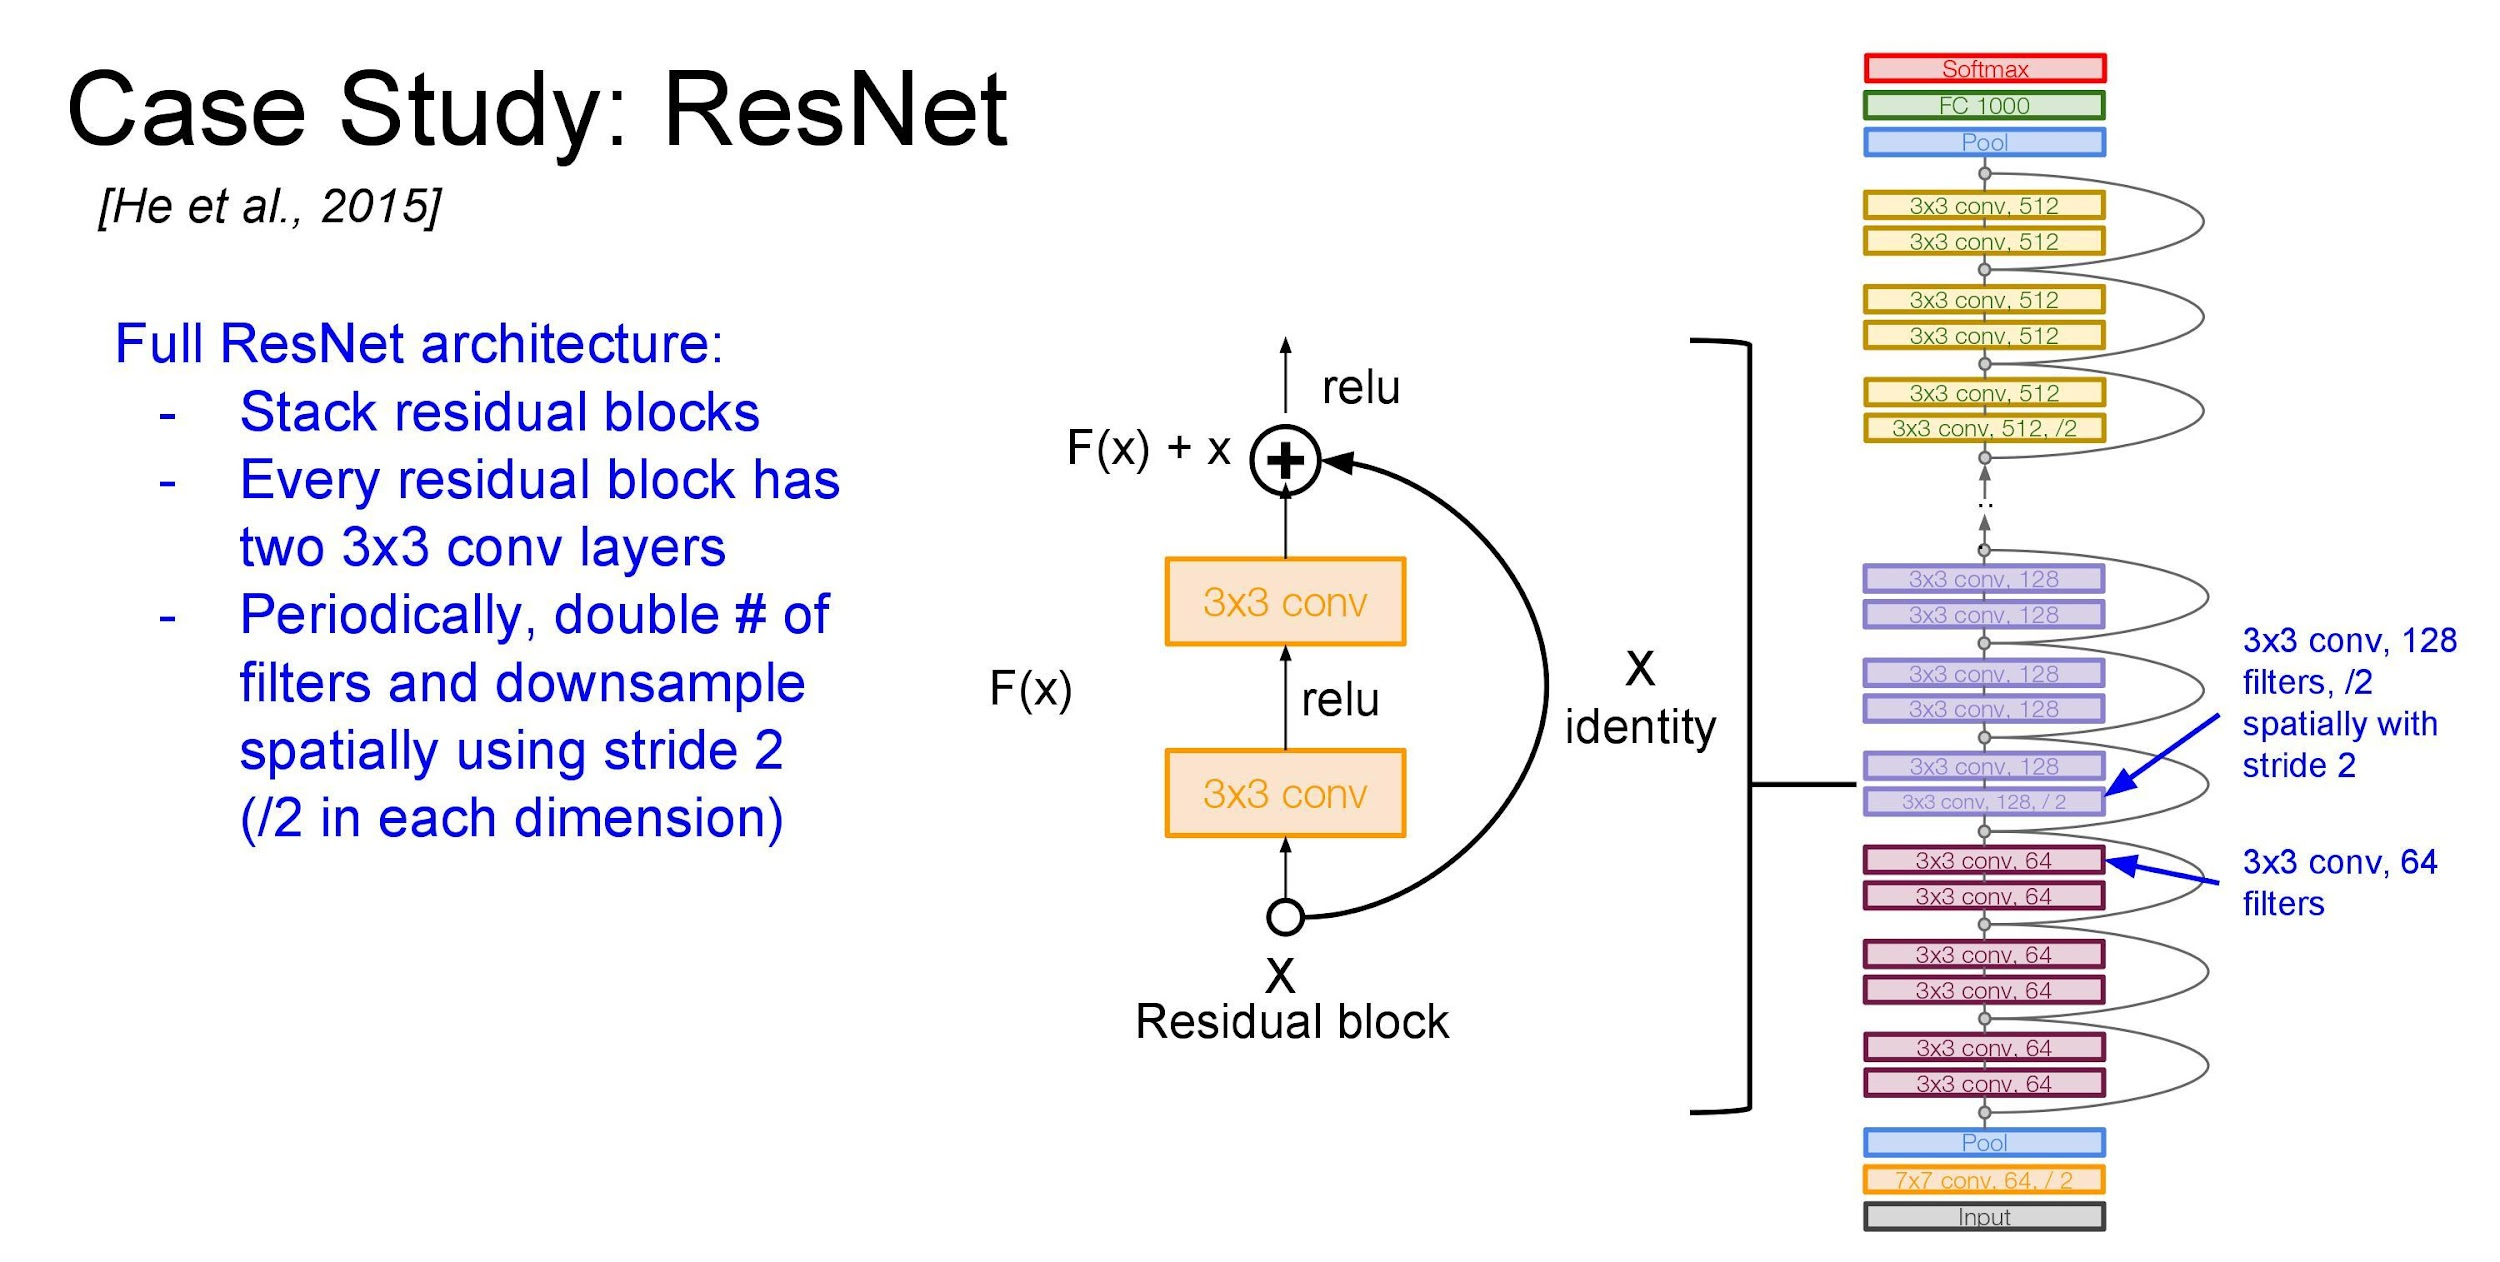 Case Study: ResNet
[He et al., 2015]
Full ResNet architecture:
- Stack residual blocks
- Every residual block has
two 3x3 conv layers
- Periodically, double # of
filters and downsample
spatially using stride 2
(/2 in each dimension)
relu
F(x) + x
+
3x3 conv
F(x)
relu
3x3 conv
X
identity
X
Residual block
Softmax
FC 1000
Pool
3x3 conv, 512
3x3 conv, 512
3x3 conv, 512
3x3 conv, 512
3x3 conv, 512
3x3 conv, 512, /2
..
3x3 conv, 128
3x3 conv, 128
3x3 conv, 128
3x3 conv, 128
3x3 conv, 128
3x3 conv, 128, / 2
3x3 conv, 64
3x3 conv, 64
3x3 conv, 64
3x3 conv, 64
3x3 conv, 64
3x3 conv, 64
Pool
7x7 conv, 64, / 2
Input
3x3 conv, 128
filters, /2
spatially with
stride 2
3x3 conv, 64
filters